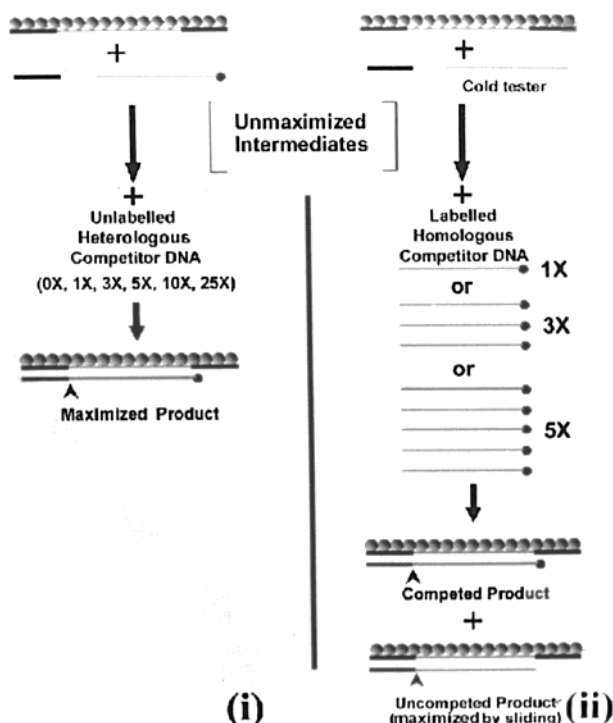 +
Unmaximized
Intermediates
+
Unlabelled
Heterologous
Competitor DNA
(0X, 1X, 3X, 5X, 10X, 25X)
Maximized Product
(i)
+
Cold tester
+
Labelled
Homologous
Competitor DNA
1X
or
3X
or
5X
Competed Product
+
Uncompeted Product
(maximized by sliding)
(ii)